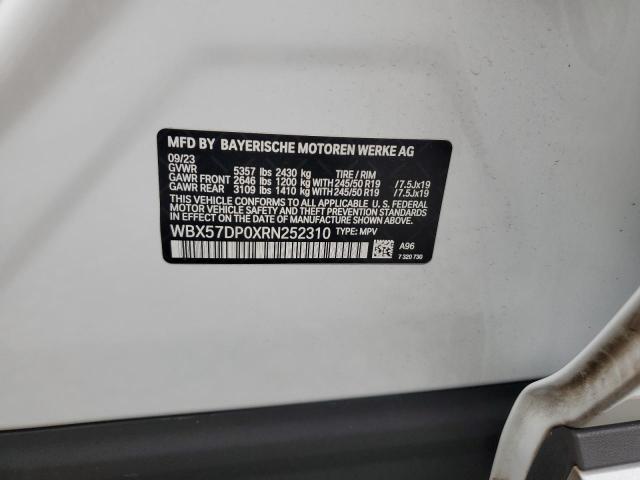 MFD BY BAYERISCHE MOTOREN WERKE AG
09/23
GVWR 5357 lbs 2430 kg TIRE / RIM
GAWR FRONT 2646 lbs 1200 kg WITH 245/50 R19 / 7.5Jx19
GAWR REAR 3109 lbs 1410 kg WITH 245/50 R19 / 7.5Jx19
THIS VEHICLE CONFORMS TO ALL APPLICABLE U. S. FEDERAL
MOTOR VEHICLE SAFETY STANDARDS IN EFFECT ON THE DATE OF
MANUFACTURE SHOWN ABOVE.
WBX57DP0XRN252310 TYPE: MPV
A96
7 320 730